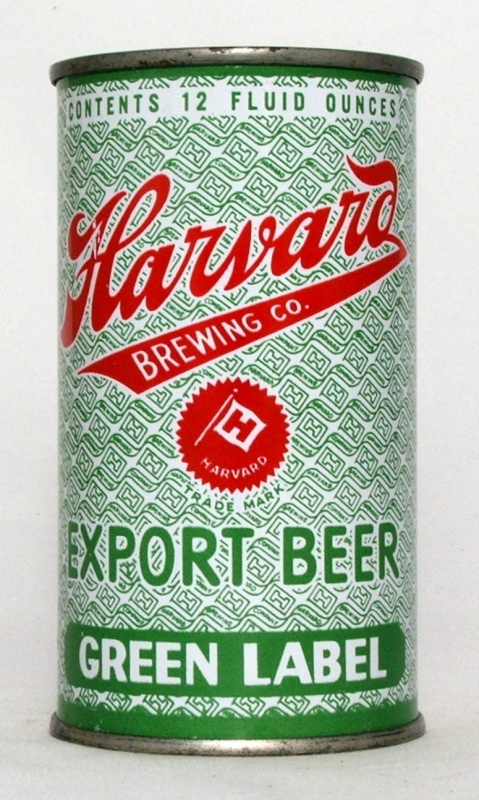 CONTENTS 12 FLUID OUNCES
Harvard
BREWING CO.
H
HARVARD
TRADE MARK
EXPORT BEER
GREEN LABEL